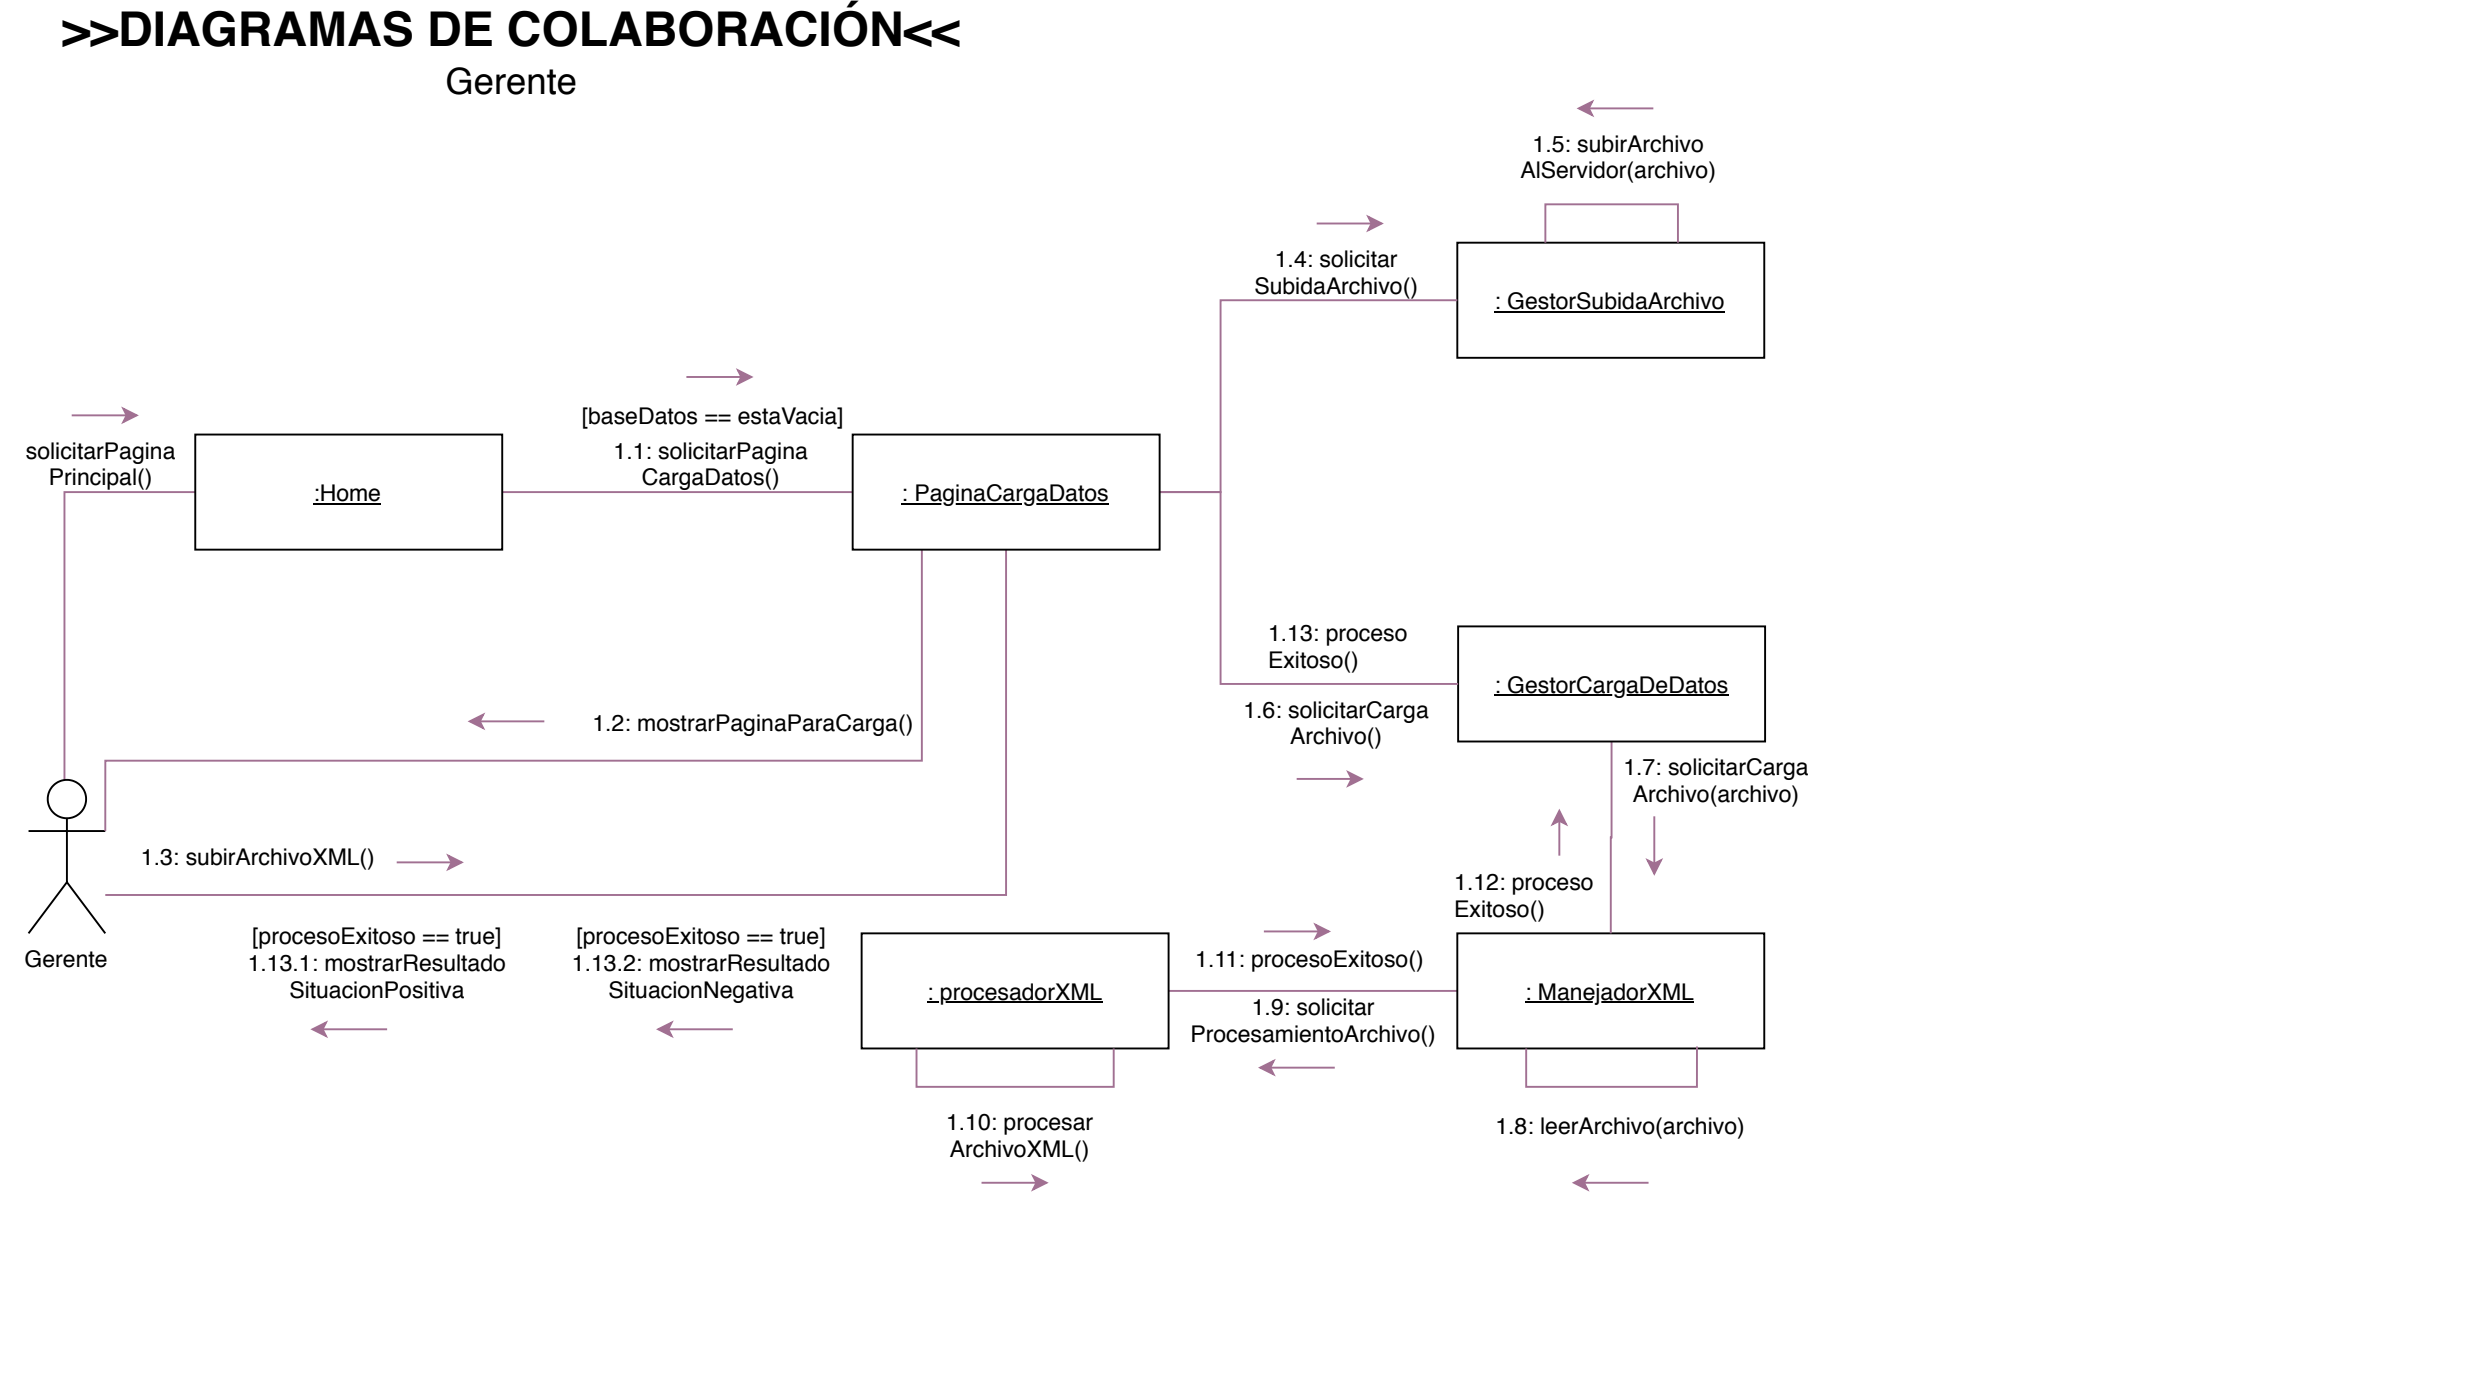 >>DIAGRAMAS DE COLABORACIÓN<<
Gerente
1.5: subirArchivo
AlServidor(archivo)
1.4: solicitar
SubidaArchivo()
: GestorSubidaArchivo
[baseDatos == estaVacia]
solicitarPagina
Principal()
:Home
1.1: solicitarPagina
CargaDatos()
: PaginaCargaDatos
1.13: proceso
Exitoso()
: GestorCargaDeDatos
1.6: solicitarCarga
Archivo()
1.2: mostrarPaginaParaCarga()
1.7: solicitarCarga
Archivo(archivo)
1.3: subirArchivoXML()
1.12: proceso
Exitoso()
Gerente
[procesoExitoso == true]
1.13.1: mostrarResultado
SituacionPositiva
[procesoExitoso == true]
1.13.2: mostrarResultado
SituacionNegativa
: procesadorXML
1.11: procesoExitoso()
1.9: solicitar
ProcesamientoArchivo()
: ManejadorXML
1.10: procesar
ArchivoXML()
1.8: leerArchivo(archivo)